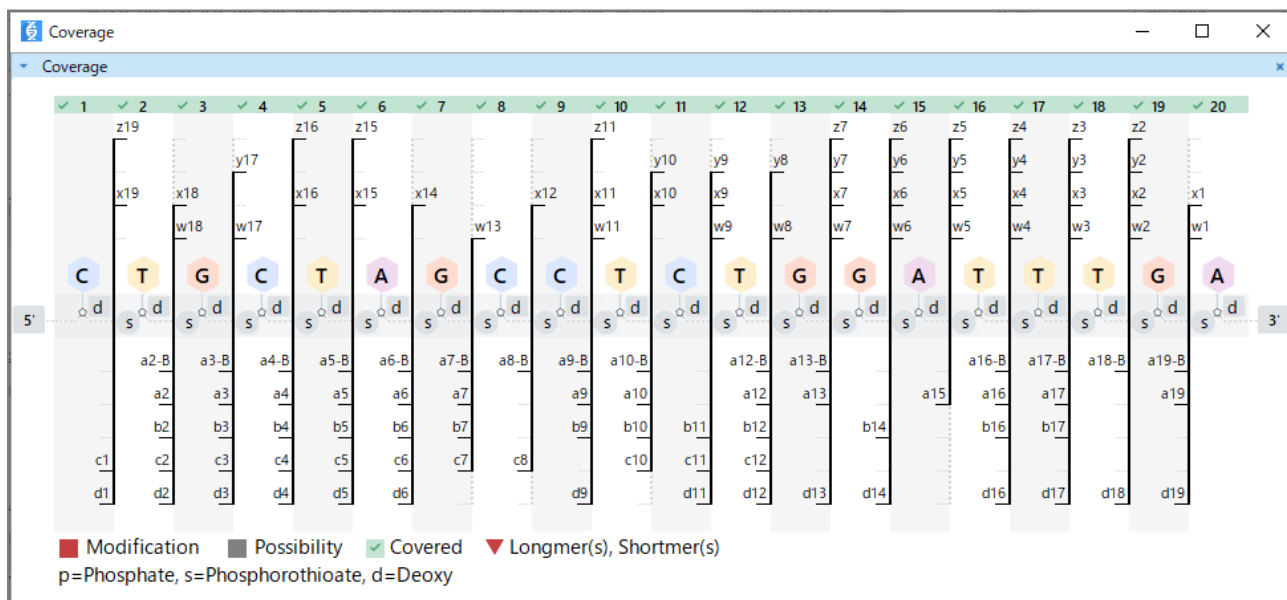 Coverage
Coverage
1 2 3 4 5 6 7 8 9 10 11 12 13 14 15 16 17 18 19 20
z19 z16 z15 z11 z7 z6 z5 z4 z3 z2
y17 y10 y9 y8 y7 y6 y5 y4 y3 y2
x19 x18 x16 x15 x14 x12 x11 x10 x9 x7 x6 x5 x4 x3 x2 x1
w18 w17 w13 w11 w9 w8 w7 w6 w5 w4 w3 w2 w1
C T G C T A G C C T C T G G A T T T G A
d d d d d d d d d d d d d d d d d d d d
5' s s s s s s s s s s s s s s s s s s s 3'
a2-B a3-B a4-B a5-B a6-B a7-B a8-B a9-B a10-B a12-B a13-B a16-B a17-B a18-B a19-B
a2 a3 a4 a5 a6 a7 a9 a10 a12 a13 a15 a16 a17 a19
b2 b3 b4 b5 b6 b7 b9 b10 b11 b12 b14 b16 b17
c1 c2 c3 c4 c5 c6 c7 c8 c10 c11 c12
d1 d2 d3 d4 d5 d6 d9 d11 d12 d13 d14 d16 d17 d18 d19
Modification Possibility Covered Longmer(s), Shortmer(s)
p=Phosphate, s=Phosphorothioate, d=Deoxy